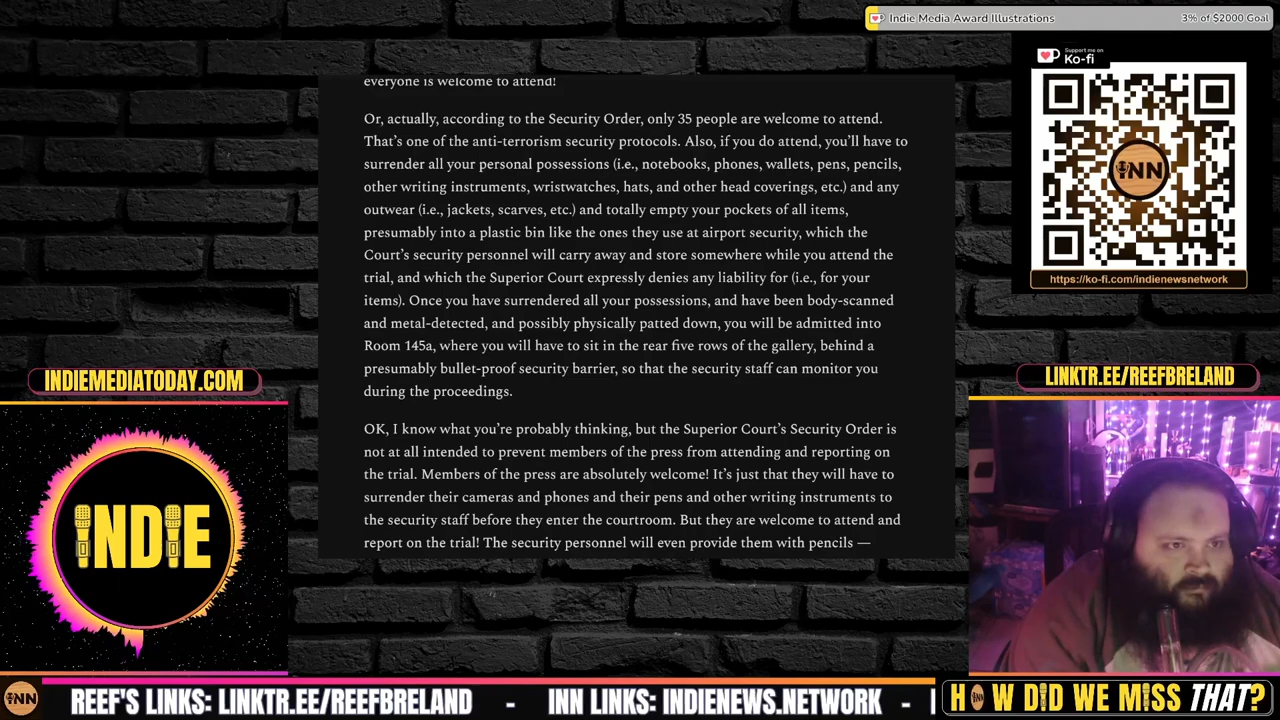 Indie Media Award Illustrations
3% of $2000 Goal
Support me on
Ko-fi
iNN
https://ko-fi.com/indienewsnetwork
everyone is welcome to attend!
Or, actually, according to the Security Order, only 35 people are welcome to attend.
That's one of the anti-terrorism security protocols. Also, if you do attend, you'll have to
surrender all your personal possessions (i.e., notebooks, phones, wallets, pens, pencils,
other writing instruments, wristwatches, hats, and other head coverings, etc.) and any
outwear (i.e., jackets, scarves, etc.) and totally empty your pockets of all items,
presumably into a plastic bin like the ones they use at airport security, which the
Court's security personnel will carry away and store somewhere while you attend the
trial, and which the Superior Court expressly denies any liability for (i.e., for your
items). Once you have surrendered all your possessions, and have been body-scanned
and metal-detected, and possibly physically patted down, you will be admitted into
Room 145a, where you will have to sit in the rear five rows of the gallery, behind a
presumably bullet-proof security barrier, so that the security staff can monitor you
during the proceedings.
OK, I know what you're probably thinking, but the Superior Court's Security Order is
not at all intended to prevent members of the press from attending and reporting on
the trial. Members of the press are absolutely welcome! It's just that they will have to
surrender their cameras and phones and their pens and other writing instruments to
the security staff before they enter the courtroom. But they are welcome to attend and
report on the trial! The security personnel will even provide them with pencils —
INDIEMEDIATODAY.COM
LINKTR.EE/REEFBRELAND
INDIE
iNN
REEF'S LINKS: LINKTR.EE/REEFBRELAND - NN LINKS: INDIENEWS.NETWORK -
HOW DID WE MISS THAT?